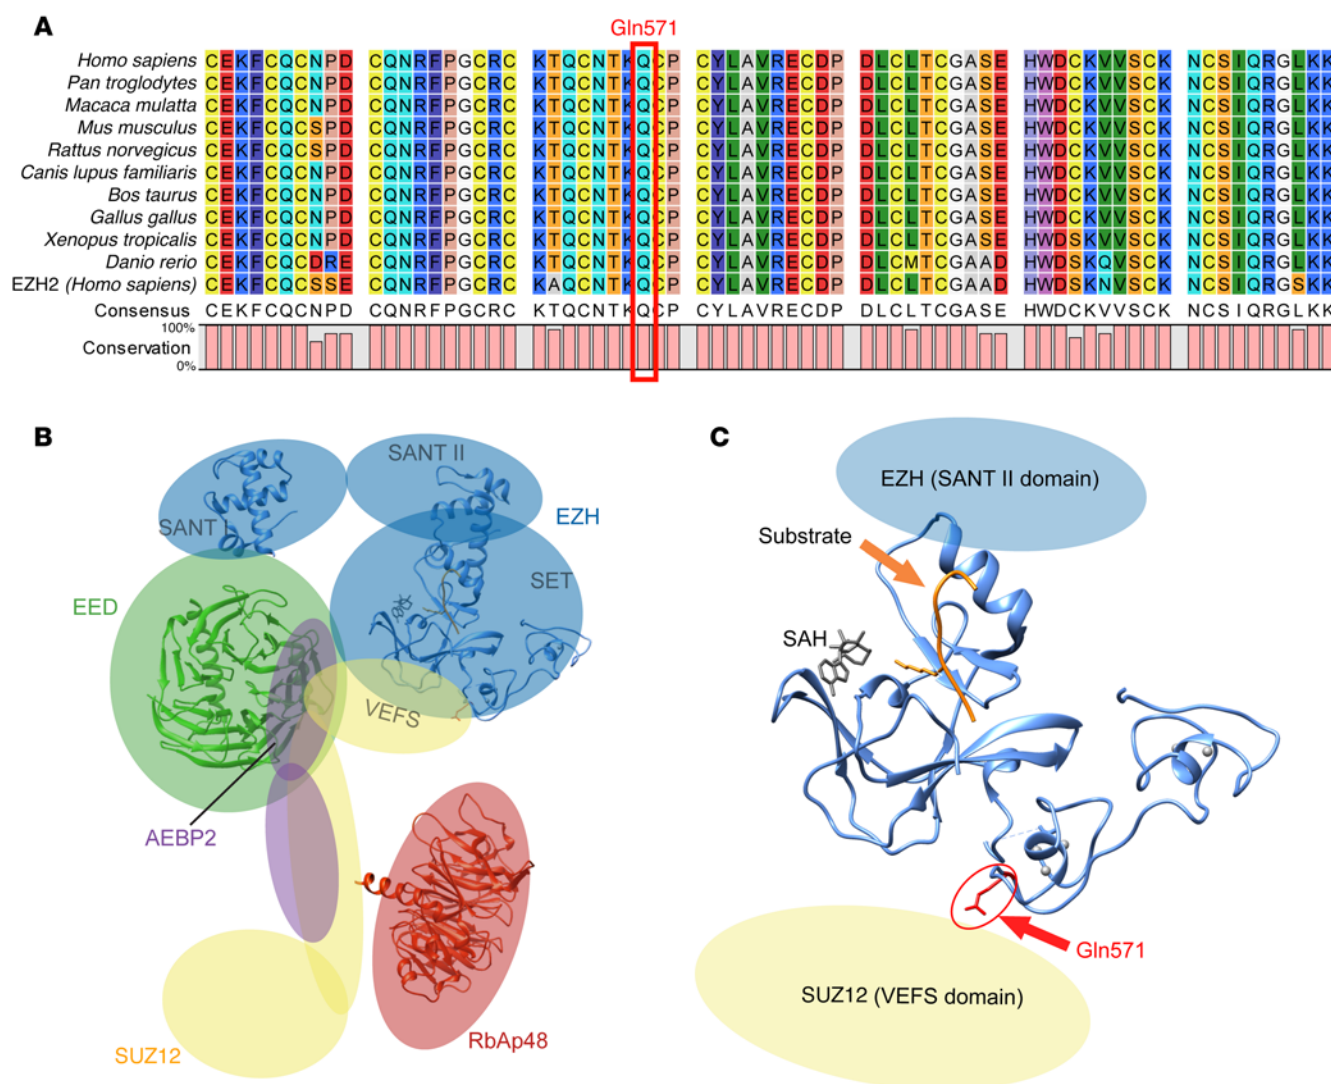 A
Gln571
Homo sapiens CEKFCQCNPD CQNRFPGCRC KTQCNTKQCP CYLAVRECDP DLCLTCGASE HWDCKVVSCK NCSIQRGLKK
Pan troglodytes CEKFCQCNPD CQNRFPGCRC KTQCNTKQCP CYLAVRECDP DLCLTCGASE HWDCKVVSCK NCSIQRGLKK
Macaca mulatta CEKFCQCNPD CQNRFPGCRC KTQCNTKQCP CYLAVRECDP DLCLTCGASE HWDCKVVSCK NCSIQRGLKK
Mus musculus CEKFCQCSPD CQNRFPGCRC KTQCNTKQCP CYLAVRECDP DLCLTCGASE HWDCKVVSCK NCSIQRGLKK
Rattus norvegicus CEKFCQCSPD CQNRFPGCRC KTQCNTKQCP CYLAVRECDP DLCLTCGASE HWDCKVVSCK NCSIQRGLKK
Canis lupus familiaris CEKFCQCNPD CQNRFPGCRC KTQCNTKQCP CYLAVRECDP DLCLTCGASE HWDCKVVSCK NCSIQRGLKK
Bos taurus CEKFCQCNPD CQNRFPGCRC KTQCNTKQCP CYLAVRECDP DLCLTCGASE HWDCKVVSCK NCSIQRGLKK
Gallus gallus CEKFCQCNPD CQNRFPGCRC KTQCNTKQCP CYLAVRECDP DLCLTCGASE HWDCKVVSCK NCSIQRGLKK
Xenopus tropicalis CEKFCQCNPD CQNRFPGCRC KTQCNTKQCP CYLAVRECDP DLCLTCGASE HWDSKVVSCK NCSIQRGLKK
Danio rerio CEKFCQCDRE CQNRFPGCRC KTQCNTKQCP CYLAVRECDP DLCMTCGAAD HWDSKQVSCK NCSIQRGLKK
EZH2 (Homo sapiens) CEKFCQCSSE CQNRFPGCRC KAQCNTKQCP CYLAVRECDP DLCLTCGAAD HWDSKNVSCK NCSIQRGSKK
Consensus CEKFCQCNPD CQNRFPGCRC KTQCNTKQCP CYLAVRECDP DLCLTCGASE HWDCKVVSCK NCSIQRGLKK
100%
Conservation
0%
B
SANT I
SANT II
EZH
SET
EED
VEFS
AEBP2
SUZ12
RbAp48
C
EZH (SANT II domain)
Substrate
SAH
Gln571
SUZ12 (VEFS domain)